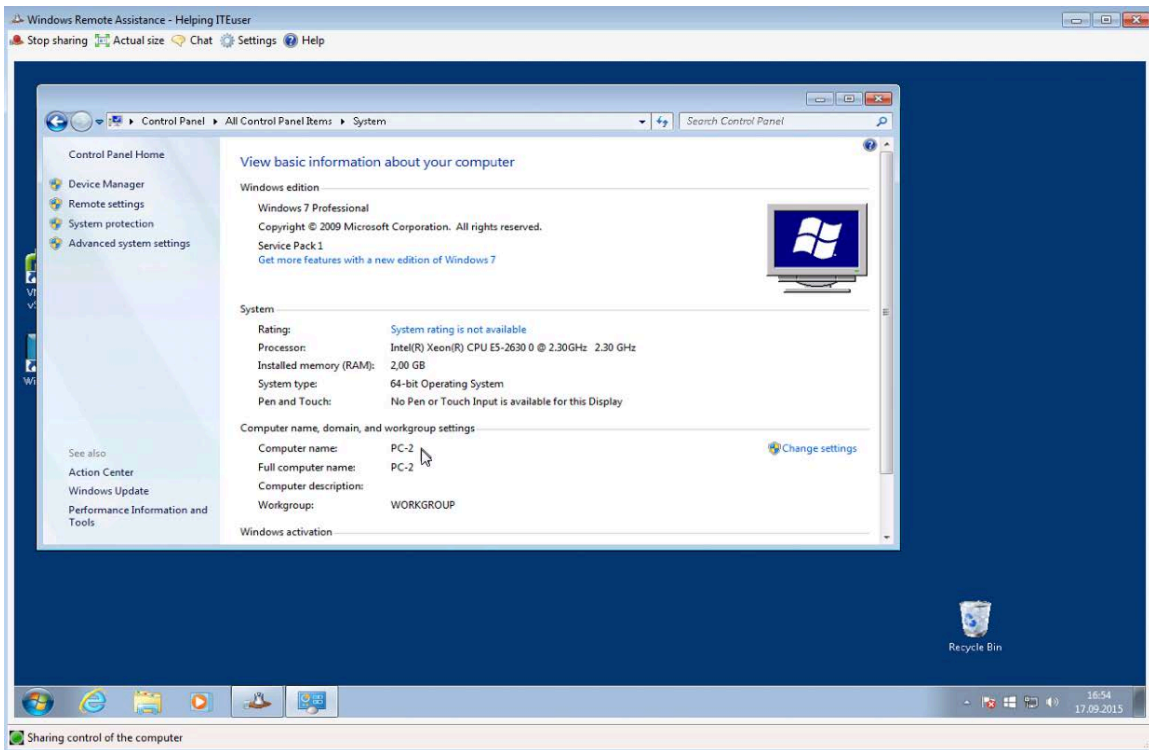 Windows Remote Assistance - Helping ITEuser
Stop sharing Actual size Chat Settings Help
Control Panel All Control Panel Items System
Search Control Panel
Control Panel Home
Device Manager
Remote settings
System protection
Advanced system settings
See also
Action Center
Windows Update
Performance Information and
Tools
View basic information about your computer
Windows edition
Windows 7 Professional
Copyright © 2009 Microsoft Corporation. All rights reserved.
Service Pack 1
Get more features with a new edition of Windows 7
System
Rating: System rating is not available
Processor: Intel(R) Xeon(R) CPU E5-2630 0 @ 2.30GHz 2.30 GHz
Installed memory (RAM): 2,00 GB
System type: 64-bit Operating System
Pen and Touch: No Pen or Touch Input is available for this Display
Computer name, domain, and workgroup settings
Computer name: PC-2
Change settings
Full computer name: PC-2
Computer description:
Workgroup: WORKGROUP
Windows activation
Recycle Bin
16:54
17.09.2015
Sharing control of the computer